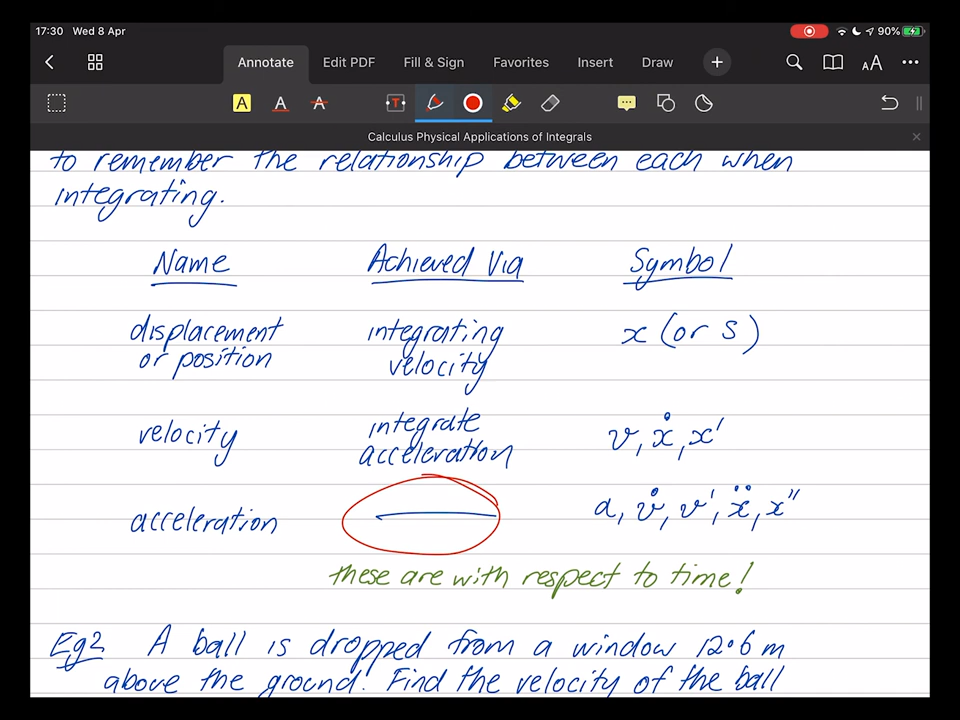 17:30 Wed 8 Apr 90%
Annotate Edit PDF Fill & Sign Favorites Insert Draw
Calculus Physical Applications of Integrals
to remember the relationship between each when
integrating.
Name Achieved Via Symbol
displacement integrating x (or s)
or position velocity
velocity integrate v, ẋ, x'
acceleration
acceleration a, v̇, v', ẍ, x''
these are with respect to time!
Eg2 A ball is dropped from a window 12.6 m
above the ground. Find the velocity of the ball